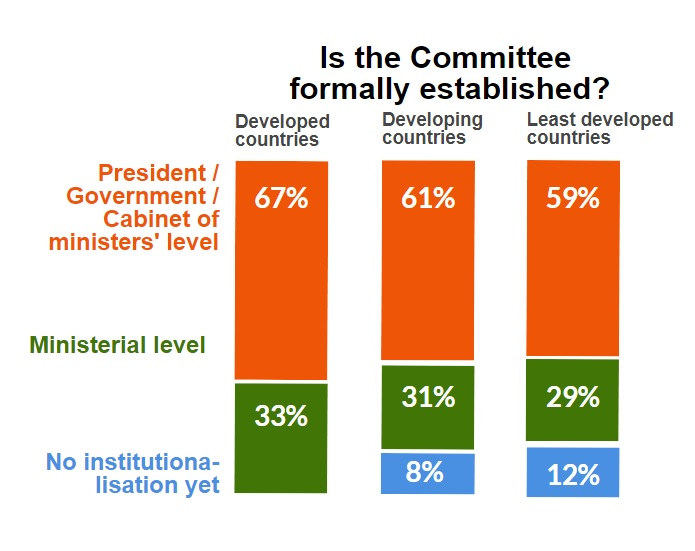 Is the Committee
formally established?
Developed
countries
Developing
countries
Least developed
countries
President /
Government /
Cabinet of
ministers' level
67%
61%
59%
Ministerial level
33%
31%
29%
No institutiona-
lisation yet
8%
12%